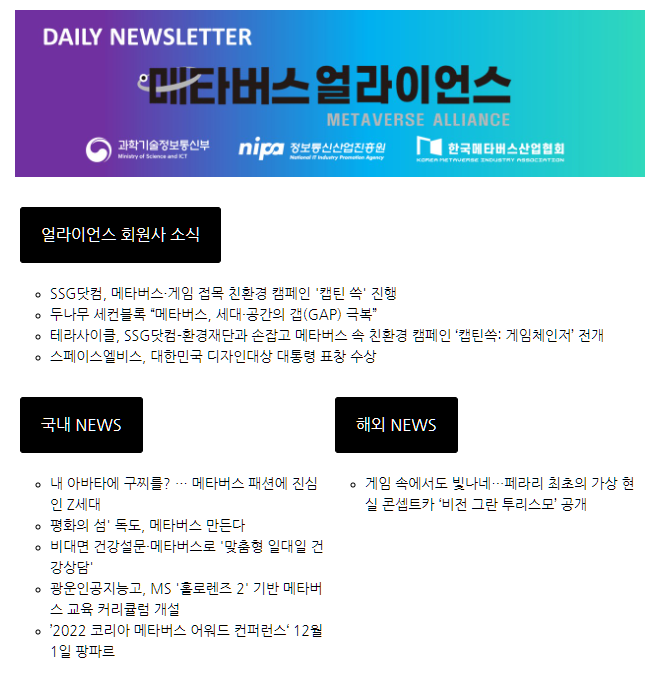 DAILY NEWSLETTER
메타버스 얼라이언스
METAVERSE ALLIANCE
과학기술정보통신부
Ministry of Science and ICT
nipa 정보통신산업진흥원
National IT Industry Promotion Agency
한국메타버스산업협회
KOREA METAVERSE INDUSTRY ASSOCIATION
얼라이언스 회원사 소식
SSG닷컴, 메타버스·게임 접목 친환경 캠페인 '캡틴 쓱' 진행
두나무 세컨블록 “메타버스, 세대·공간의 갭(GAP) 극복”
테라사이클, SSG닷컴-환경재단과 손잡고 메타버스 속 친환경 캠페인 ‘캡틴쓱: 게임체인저’ 전개
스페이스엘비스, 대한민국 디자인대상 대통령 표창 수상
국내 NEWS
내 아바타에 구찌를? … 메타버스 패션에 진심
인 Z세대
평화의 섬' 독도, 메타버스 만든다
비대면 건강설문·메타버스로 '맞춤형 일대일 건
강상담'
광운인공지능고, MS '홀로렌즈 2' 기반 메타버
스 교육 커리큘럼 개설
’2022 코리아 메타버스 어워드 컨퍼런스‘ 12월
1일 팡파르
해외 NEWS
게임 속에서도 빛나네…페라리 최초의 가상 현
실 콘셉트카 ‘비전 그란 투리스모’ 공개